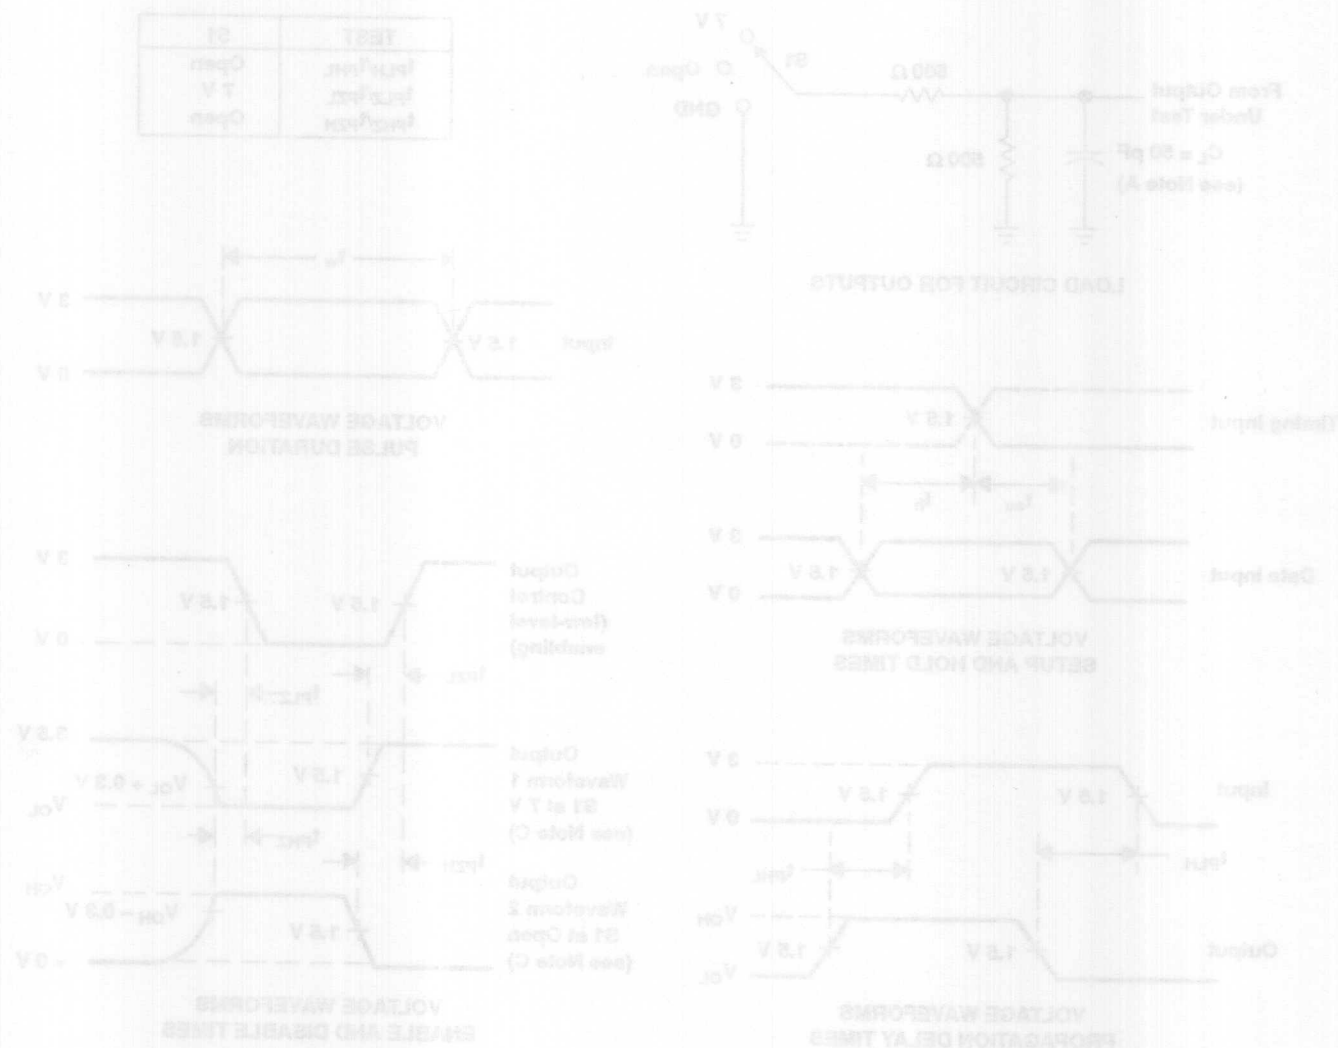 From Output
Under Test
CL = 50 pF
(see Note A)
500 Ω
500 Ω
S1
7 V
Open
GND
LOAD CIRCUIT FOR OUTPUTS
TEST S1
tPLH/tPHL Open
tPLZ/tPZL 7 V
tPHZ/tPZH Open
Timing Input
1.5 V
3 V
0 V
tsu
th
Data Input
1.5 V
1.5 V
3 V
0 V
VOLTAGE WAVEFORMS
SETUP AND HOLD TIMES
tw
Input
1.5 V
1.5 V
3 V
0 V
VOLTAGE WAVEFORMS
PULSE DURATION
Input
1.5 V
1.5 V
3 V
0 V
tPLH
tPHL
Output
1.5 V
1.5 V
VOH
VOL
VOLTAGE WAVEFORMS
PROPAGATION DELAY TIMES
Output
Control
(low-level
enabling)
1.5 V
1.5 V
3 V
0 V
tPZL
tPLZ
Output
Waveform 1
S1 at 7 V
(see Note C)
1.5 V
VOL + 0.3 V
3.5 V
VOL
tPZH
tPHZ
Output
Waveform 2
S1 at Open
(see Note C)
1.5 V
VOH – 0.3 V
VOH
≈ 0 V
VOLTAGE WAVEFORMS
ENABLE AND DISABLE TIMES